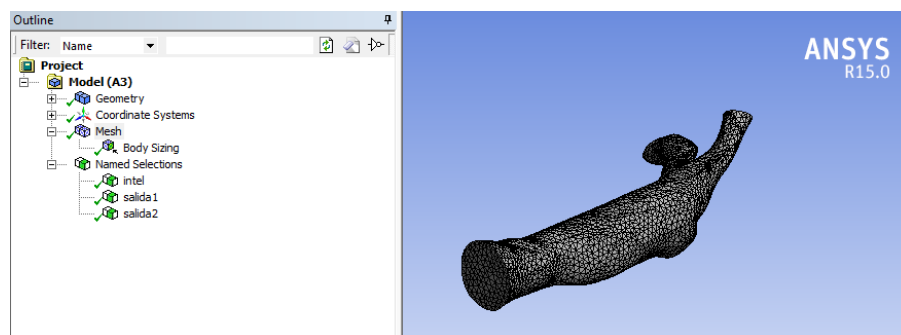 Outline
Filter: Name
Project
Model (A3)
Geometry
Coordinate Systems
Mesh
Body Sizing
Named Selections
intel
salida1
salida2
ANSYS
R15.0